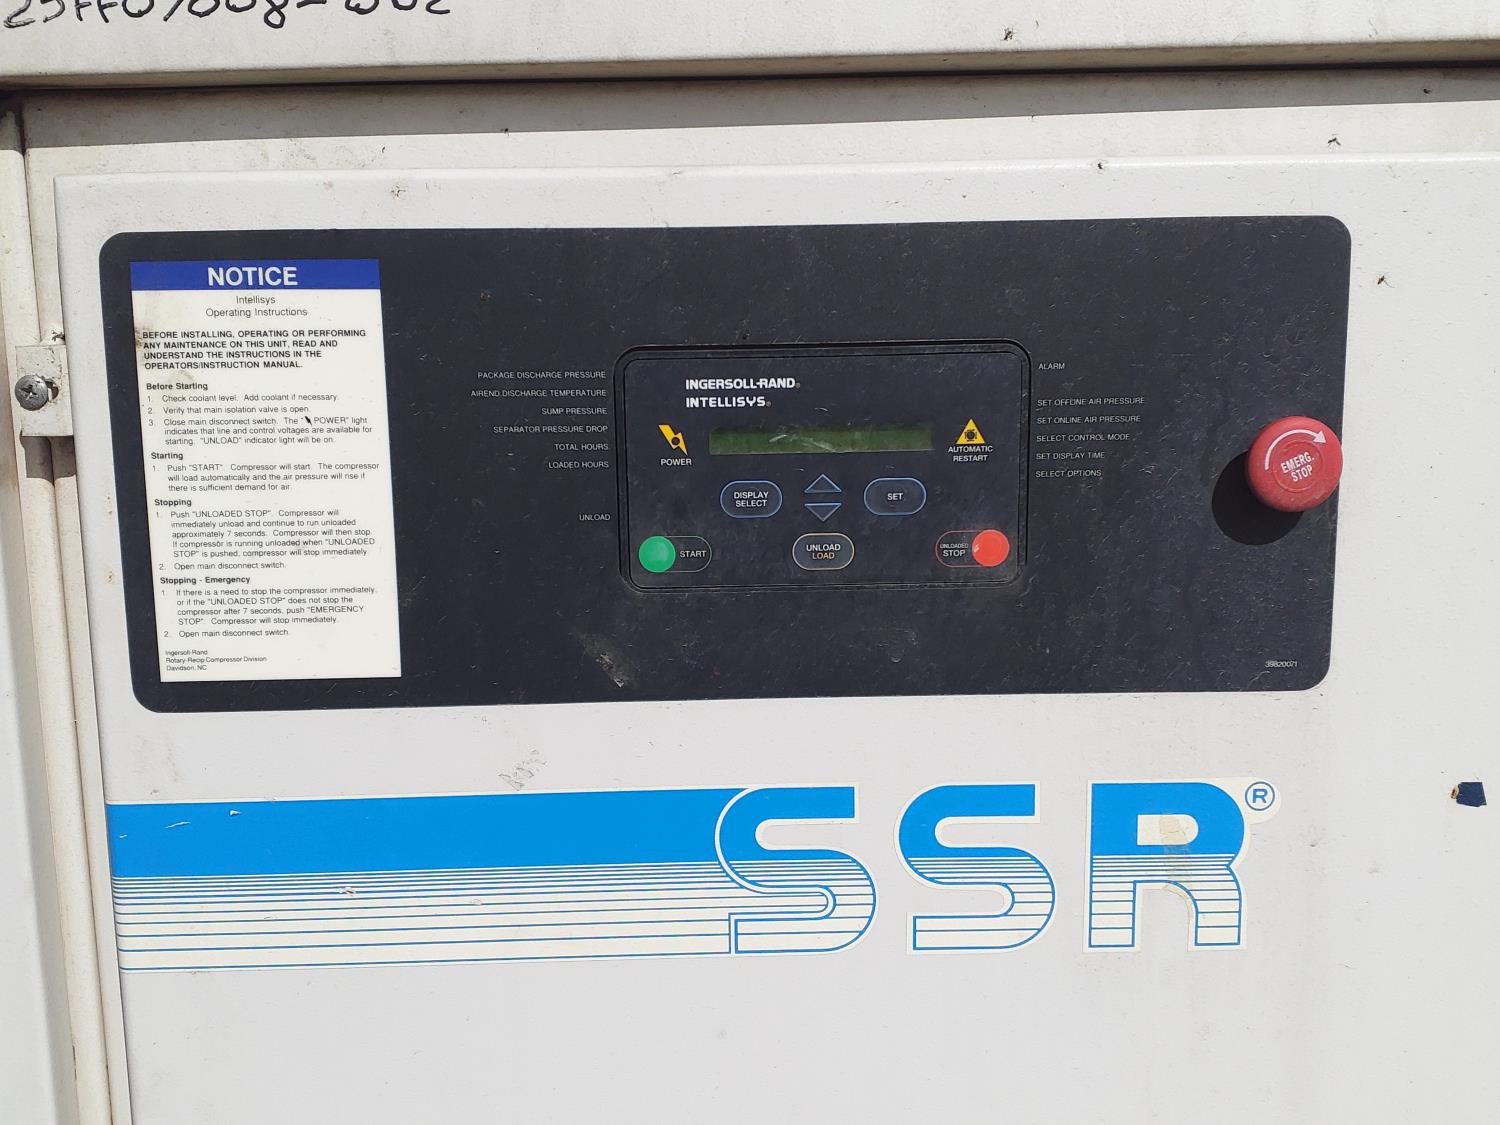 NOTICE
Intellisys
Operating Instructions
BEFORE INSTALLING, OPERATING OR PERFORMING
ANY MAINTENANCE ON THIS UNIT, READ AND
UNDERSTAND THE INSTRUCTIONS IN THE
OPERATORS/INSTRUCTION MANUAL.
Before Starting
1. Check coolant level. Add coolant if necessary.
2. Verify that main isolation valve is open.
3. Close main disconnect switch. The "POWER" light
indicates that line and control voltages are available for
starting. "UNLOAD" indicator light will be on.
Starting
1. Push "START". Compressor will start. The compressor
will load automatically and the air pressure will rise if
there is sufficient demand for air.
Stopping
1. Push "UNLOADED STOP". Compressor will
immediately unload and continue to run unloaded
approximately 7 seconds. Compressor will then stop.
If compressor is running unloaded when "UNLOADED
STOP" is pushed, compressor will stop immediately
2. Open main disconnect switch.
Stopping - Emergency
1. If there is a need to stop the compressor immediately,
or if the "UNLOADED STOP" does not stop the
compressor after 7 seconds, push "EMERGENCY
STOP". Compressor will stop immediately.
2. Open main disconnect switch.
Ingersoll-Rand
Rotary-Recip Compressor Division
Davidson, NC
PACKAGE DISCHARGE PRESSURE
AIREND DISCHARGE TEMPERATURE
SUMP PRESSURE
SEPARATOR PRESSURE DROP
TOTAL HOURS
LOADED HOURS
UNLOAD
INGERSOLL-RAND®
INTELLISYS®
POWER
AUTOMATIC
RESTART
DISPLAY
SELECT
SET
START
UNLOAD
LOAD
UNLOADED
STOP
ALARM
SET OFFLINE AIR PRESSURE
SET ONLINE AIR PRESSURE
SELECT CONTROL MODE
SET DISPLAY TIME
SELECT OPTIONS
EMERG.
STOP
39820071
SSR®